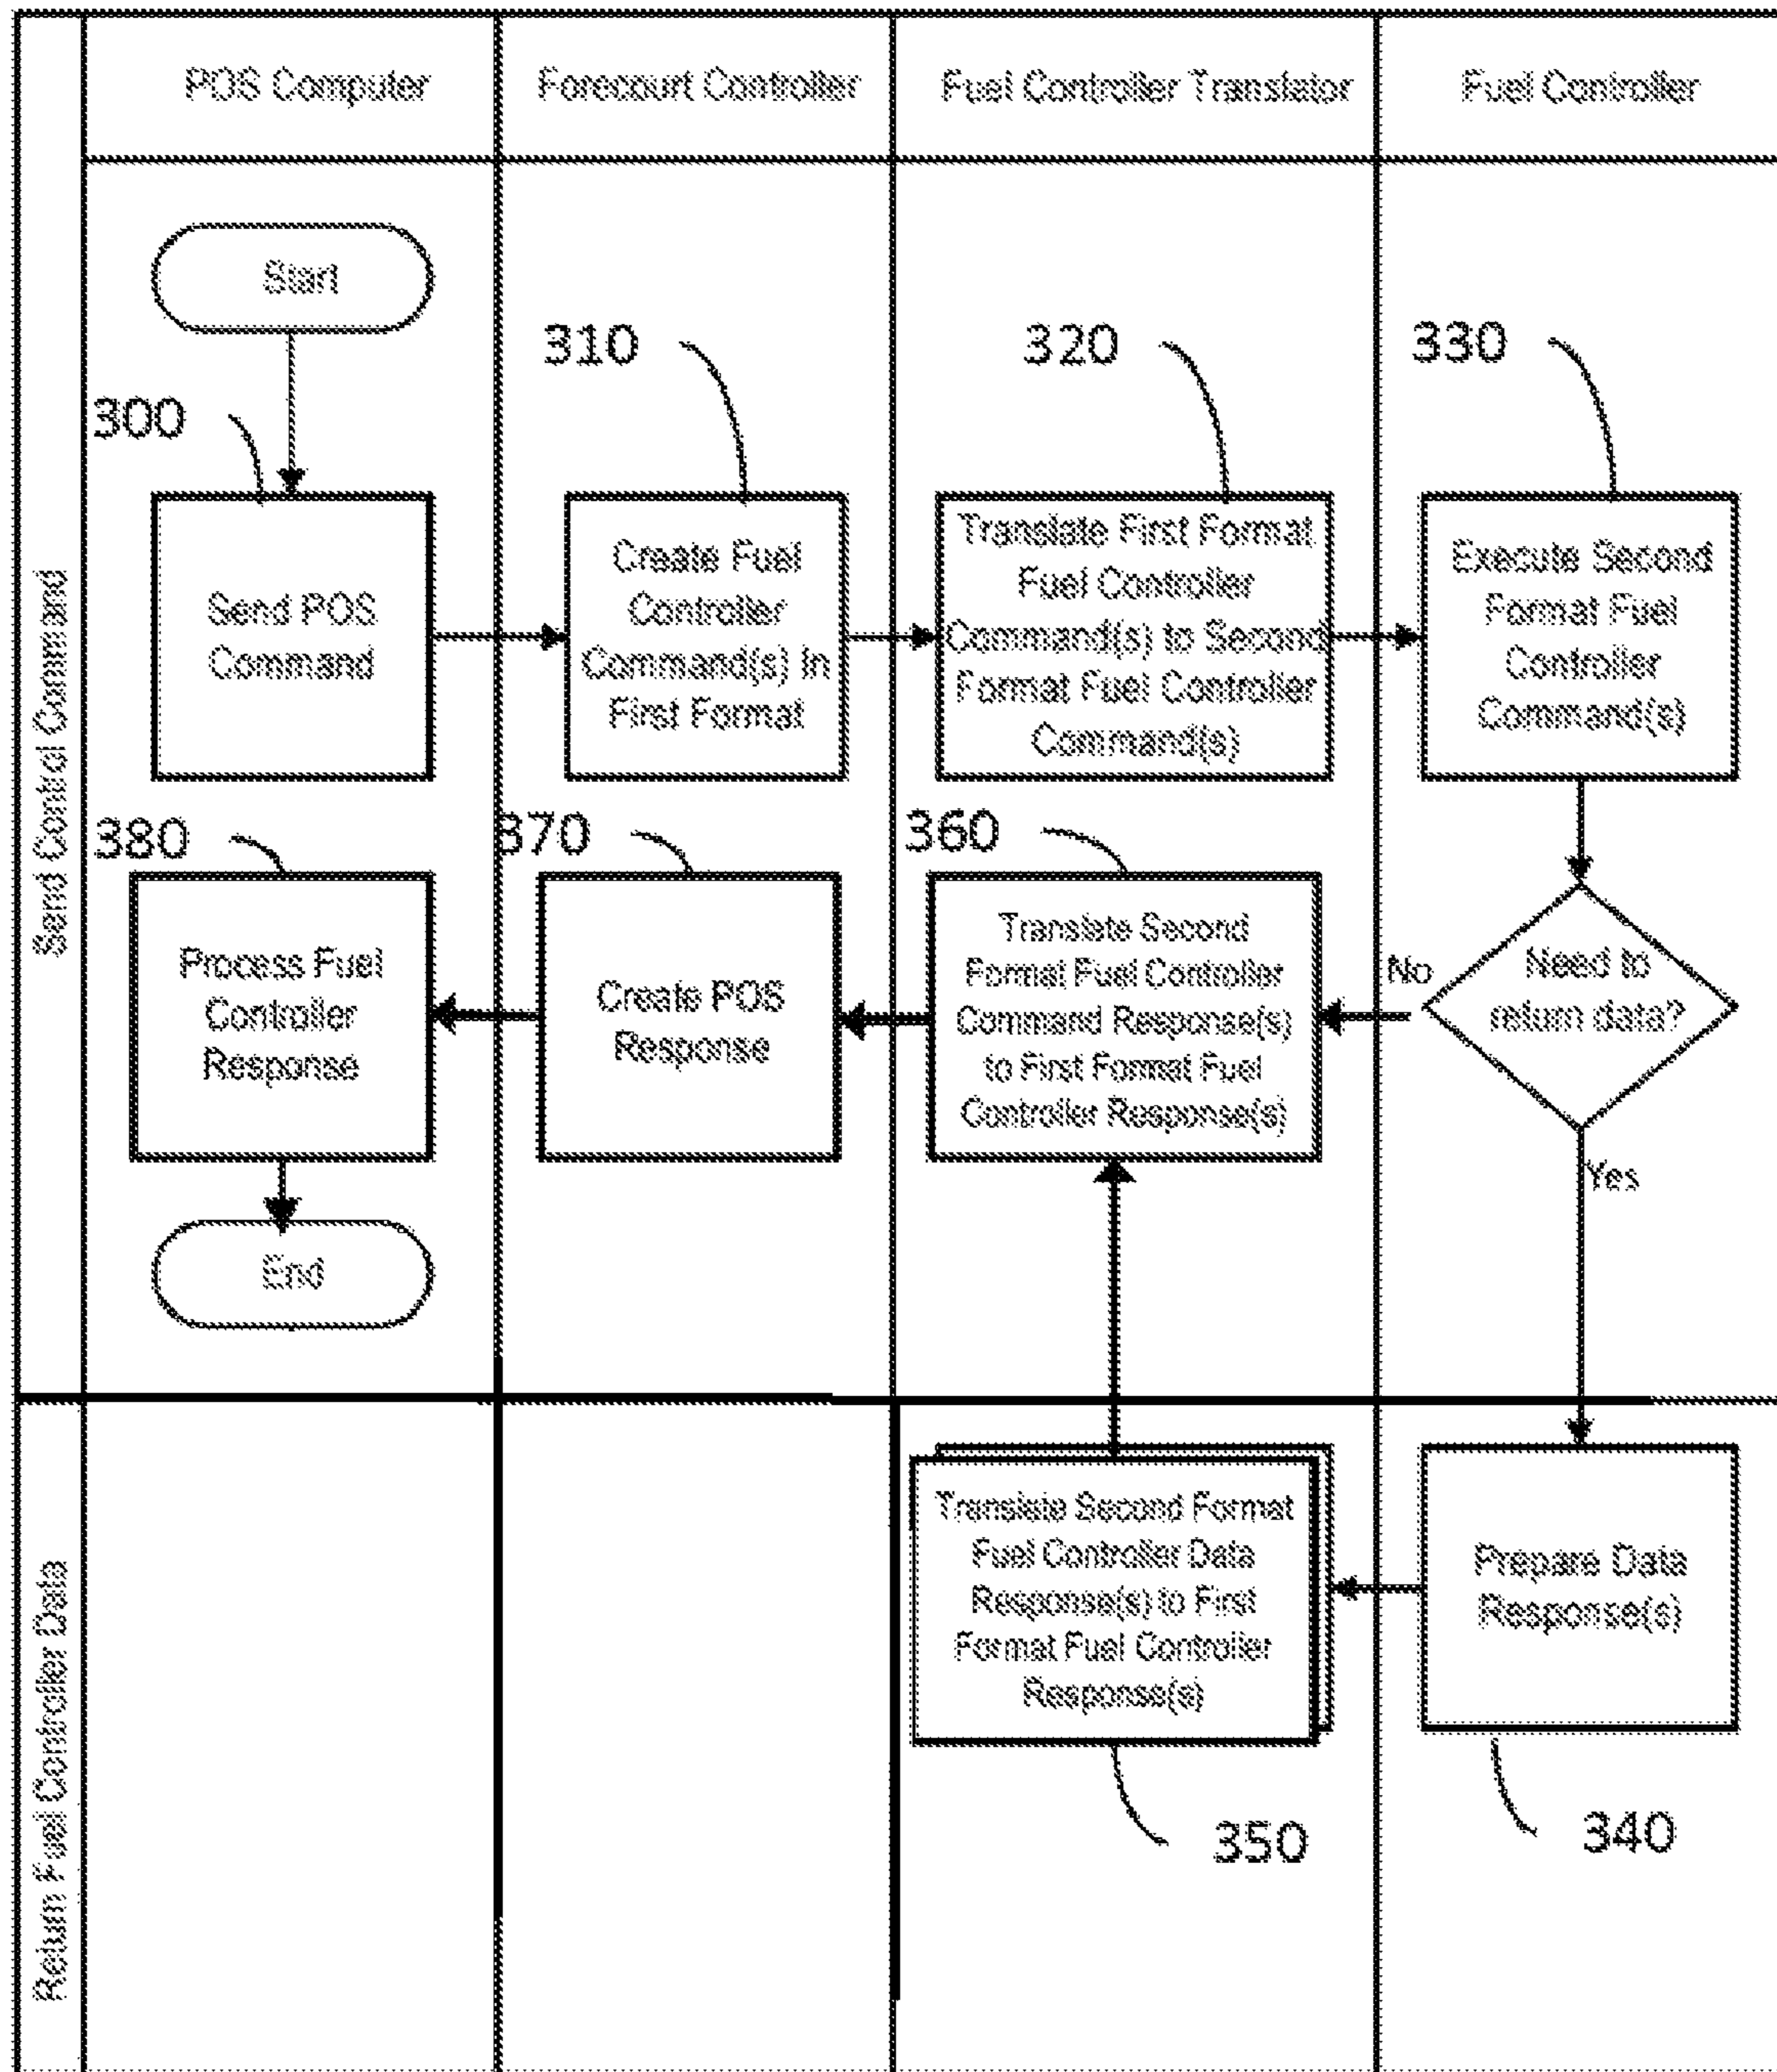 POS Computer
Forecourt Controller
Fuel Controller Translator
Fuel Controller
Send Control Command
Start
300
310
320
330
Send POS
Command
Create Fuel
Controller
Command(s) in
First Format
Translate First Format
Fuel Controller
Command(s) to Second
Format Fuel Controller
Command(s)
Execute Second
Format Fuel
Controller
Command(s)
380
370
360
Process Fuel
Controller
Response
Create POS
Response
Translate Second
Format Fuel Controller
Command Response(s)
to First Format Fuel
Controller Response(s)
No
Need to
return data?
Yes
End
Return Fuel Controller Data
Translate Second Format
Fuel Controller Data
Response(s) to First
Format Fuel Controller
Response(s)
Prepare Data
Response(s)
350
340